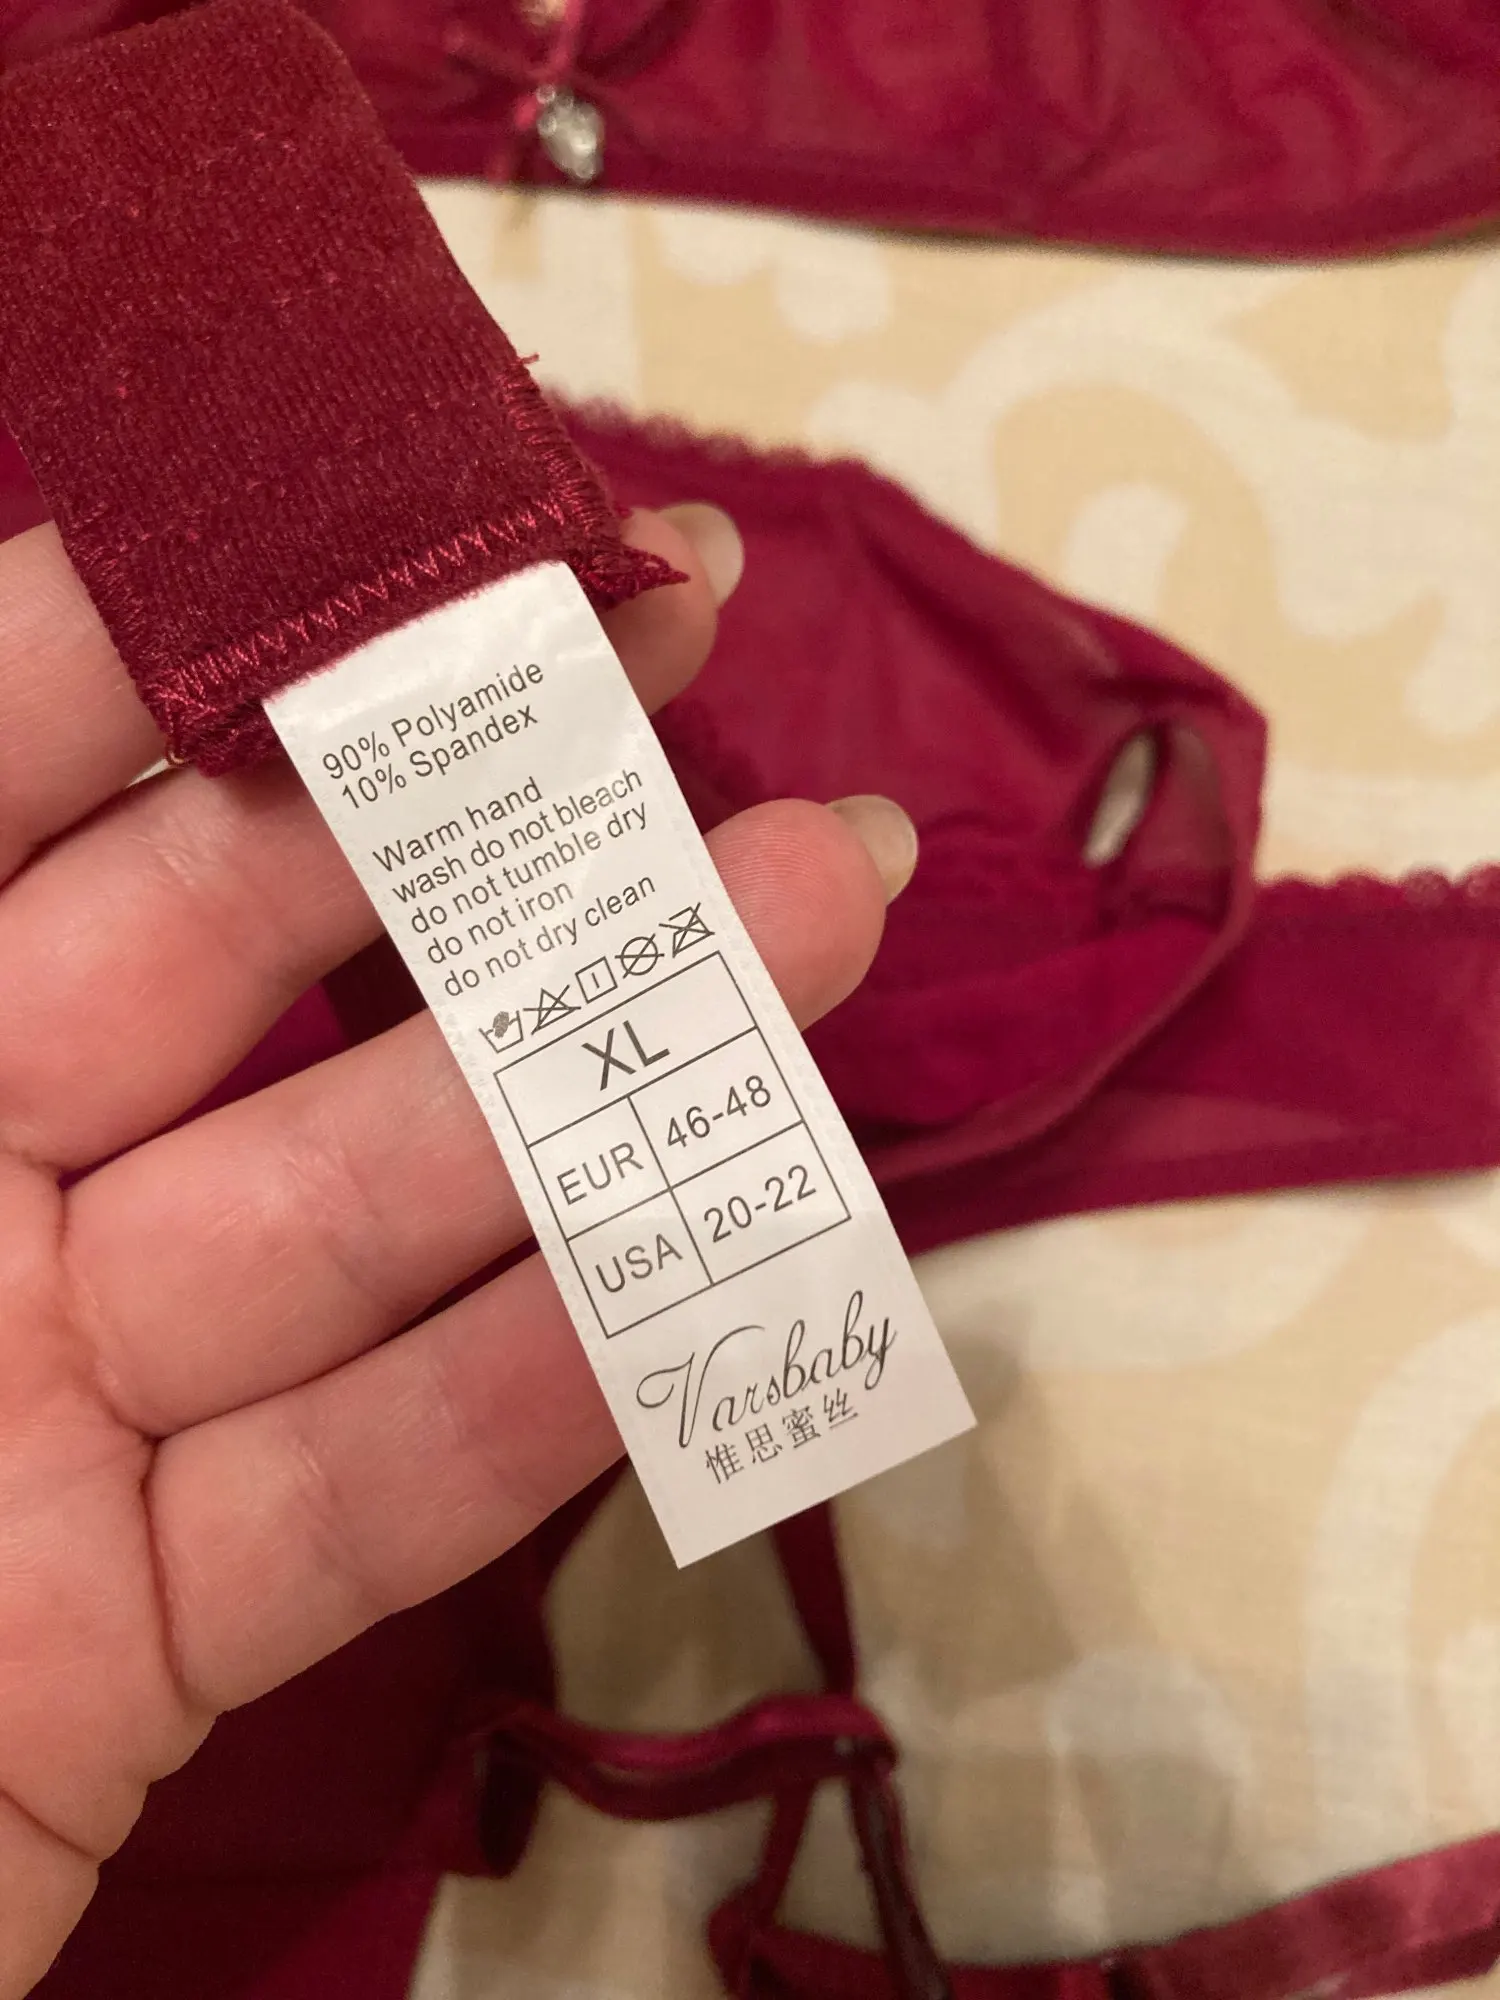 90% Polyamide
10% Spandex
Warm hand
wash do not bleach
do not tumble dry
do not iron
do not dry clean
XL
EUR 46-48
USA 20-22
Varsbaby
惟思蜜丝